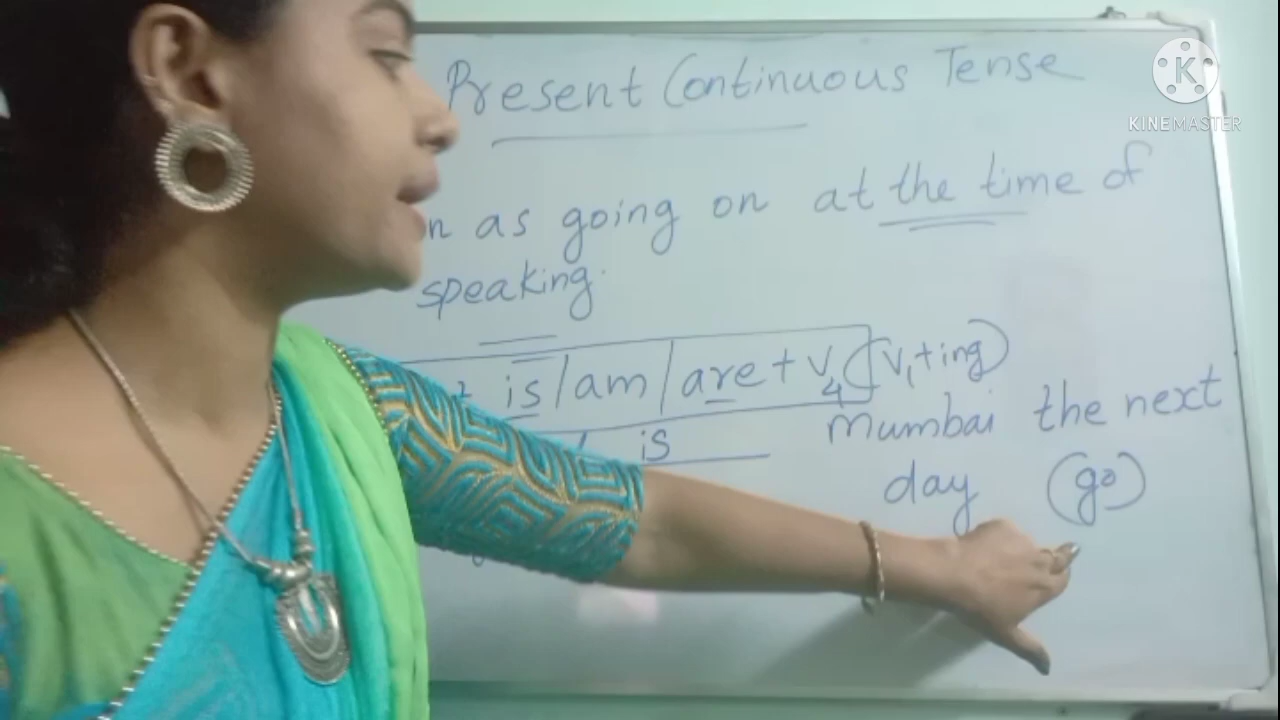 Present Continuous Tense
KINEMASTER
n as going on at the time of
speaking.
is/am/are + V4 (V1+ing)
Mumbai the next
is
day (go)